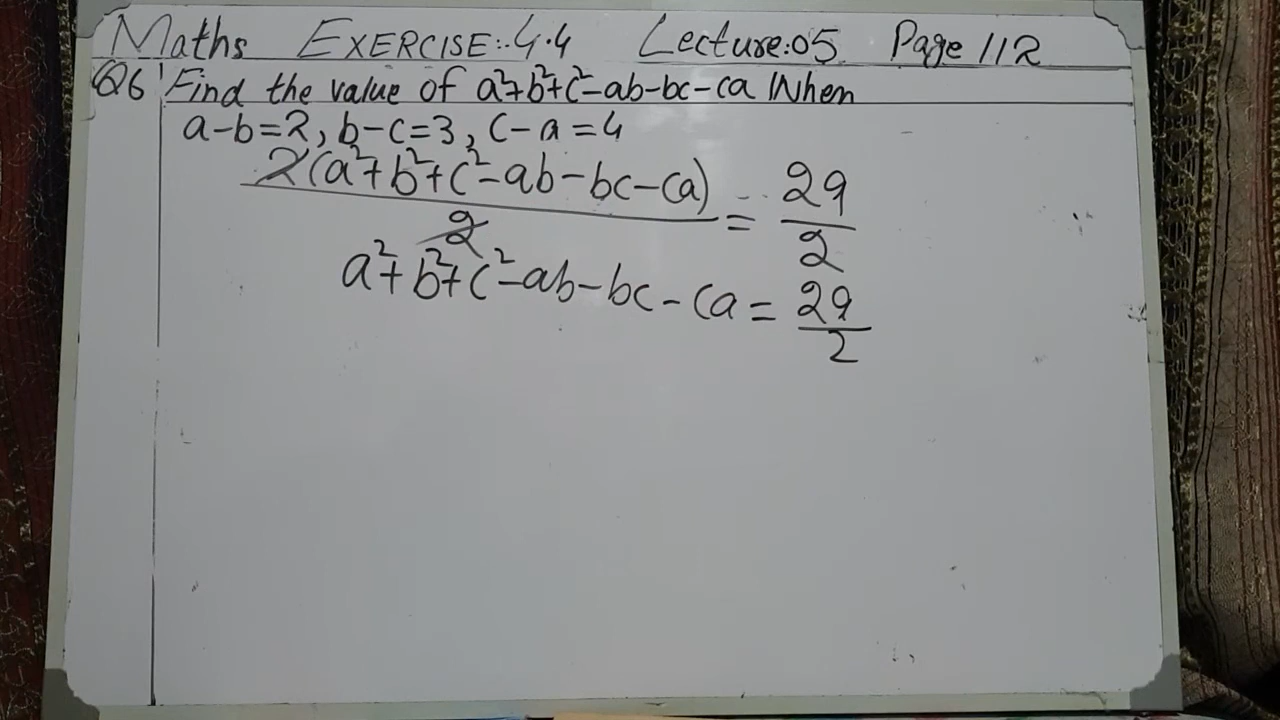 Maths EXERCISE:4.4 Lecture:05 Page 112
Q6 Find the value of a²+b²+c²-ab-bc-ca When
a-b=2, b-c=3, c-a=4
2(a²+b²+c²-ab-bc-ca)/2 = 29/2
a²+b²+c²-ab-bc-ca = 29/2